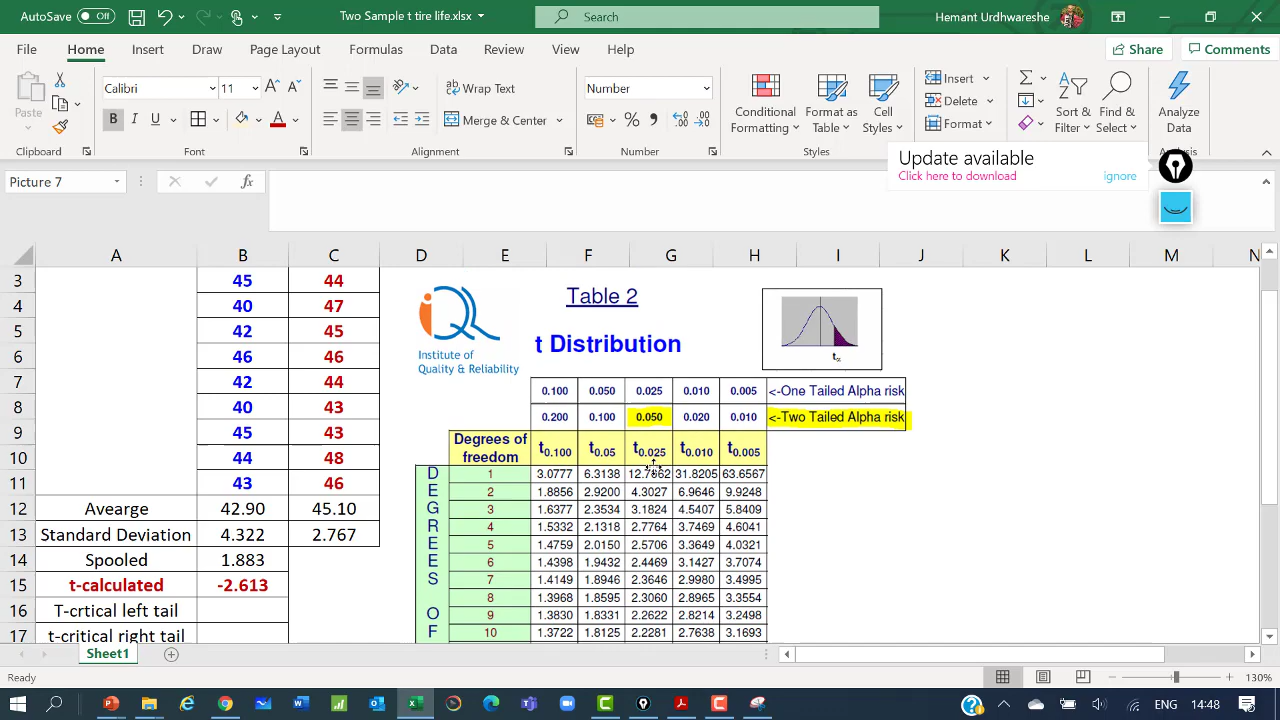 AutoSave Off Two Sample t tire life.xlsx Search Hemant Urdhwareshe
File Home Insert Draw Page Layout Formulas Data Review View Help Share Comments
Paste Calibri 11 Wrap Text Number Conditional Formatting Format as Table Cell Styles Insert Sort & Filter Find & Select Analyze Data
B I U Merge & Center Delete
Format
Clipboard Font Alignment Number Styles Analysis
Update available
Click here to download ignore
Picture 7 fx
A B C D E F G H I J K L M N
3 45 44
4 40 47
5 42 45
6 46 46
7 42 44
8 40 43
9 45 43
10 44 48
11 43 46
12 Avearge 42.90 45.10
13 Standard Deviation 4.322 2.767
14 Spooled 1.883
15 t-calculated -2.613
16 T-crtical left tail
17 t-critical right tail
iQR
Institute of
Quality & Reliability
Table 2
t Distribution
tα
0.100 0.050 0.025 0.010 0.005 <-One Tailed Alpha risk
0.200 0.100 0.050 0.020 0.010 <-Two Tailed Alpha risk
Degrees of freedom t0.100 t0.05 t0.025 t0.010 t0.005
D 1 3.0777 6.3138 31.8205 63.6567
E 2 1.8856 2.9200 4.3027 6.9646 9.9248
G 3 1.6377 2.3534 3.1824 4.5407 5.8409
R 4 1.5332 2.1318 2.7764 3.7469 4.6041
E 5 1.4759 2.0150 2.5706 3.3649 4.0321
E 6 1.4398 1.9432 2.4469 3.1427 3.7074
S 7 1.4149 1.8946 2.3646 2.9980 3.4995
8 1.3968 1.8595 2.3060 2.8965 3.3554
O 9 1.3830 1.8331 2.2622 2.8214 3.2498
F 10 1.3722 1.8125 2.2281 2.7638 3.1693
Sheet1
Ready 130%
ENG 14:48